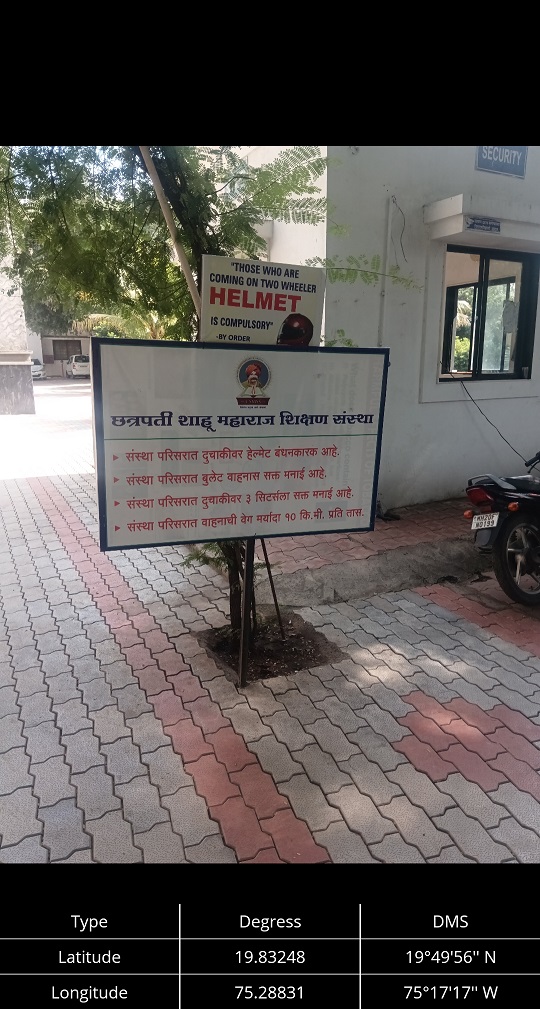 SECURITY
"THOSE WHO ARE
COMING ON TWO WHEELER
HELMET
IS COMPULSORY"
-BY ORDER
छत्रपती शाहू महाराज शिक्षण संस्था
▸ संस्था परिसरात दुचाकीवर हेल्मेट बंधनकारक आहे.
▸ संस्था परिसरात बुलेट वाहनास सक्त मनाई आहे.
▸ संस्था परिसरात दुचाकीवर ३ सिटर्सला सक्त मनाई आहे.
▸ संस्था परिसरात वाहनाची वेग मर्यादा १० कि.मी. प्रति तास.
MH20F
Type Degress DMS
Latitude 19.83248 19°49'56" N
Longitude 75.28831 75°17'17" W